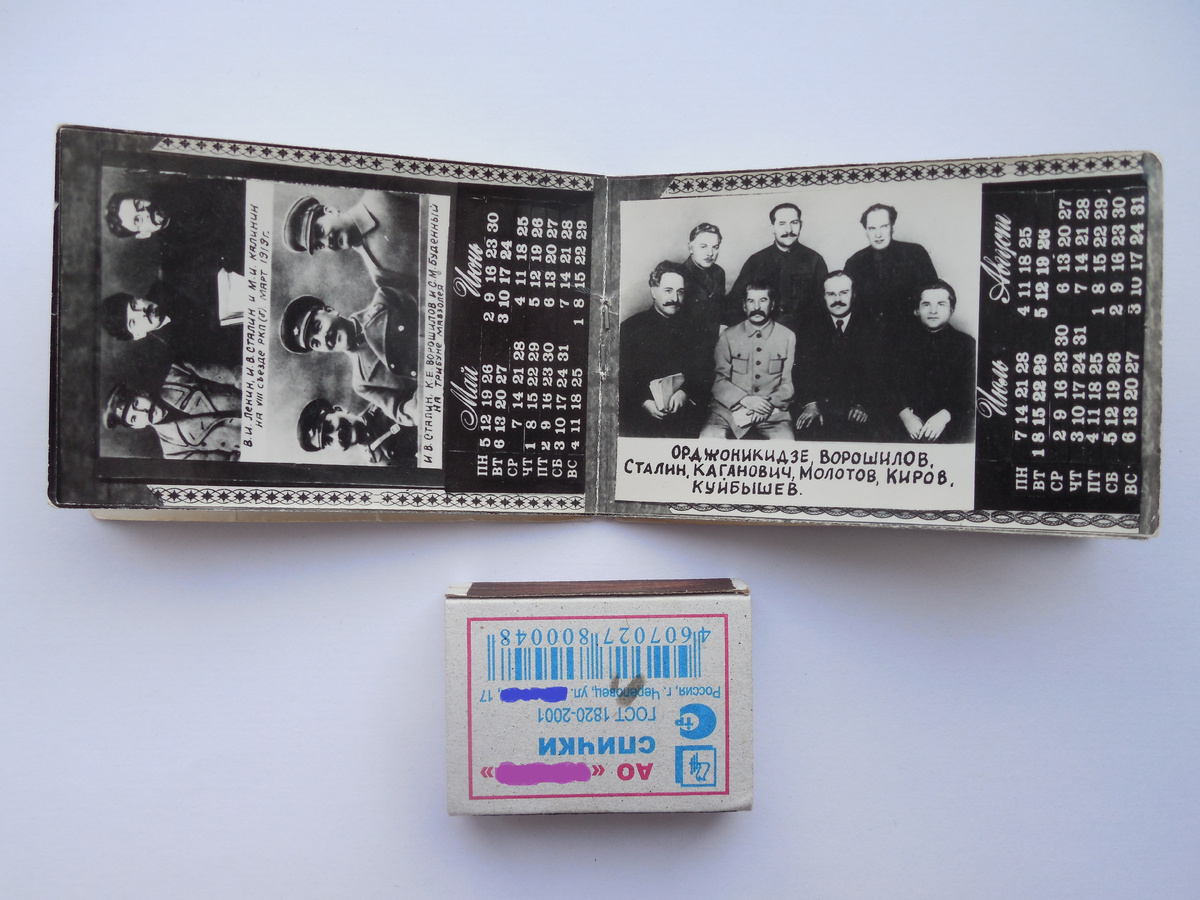 В.И. ЛЕНИН, И.В. СТАЛИН И М.И. КАЛИНИН
НА VIII СЪЕЗДЕ РКП(б), МАРТ 1919г.
И.В. СТАЛИН, К.Е. ВОРОШИЛОВ И С.М. БУДЕННЫЙ
НА ТРИБУНЕ МАВЗОЛЕЯ
Май Июнь
ПН 5 12 19 26 2 9 16 23 30
ВТ 6 13 20 27 3 10 17 24
СР 7 14 21 28 4 11 18 25
ЧТ 1 8 15 22 29 5 12 19 26
ПТ 2 9 16 23 30 6 13 20 27
СБ 3 10 17 24 31 7 14 21 28
ВС 4 11 18 25 1 8 15 22 29
ОРДЖОНИКИДЗЕ, ВОРОШИЛОВ,
СТАЛИН, КАГАНОВИЧ, МОЛОТОВ, КИРОВ,
КУЙБЫШЕВ.
Июль Август
ПН 7 14 21 28 4 11 18 25
ВТ 1 8 15 22 29 5 12 19 26
СР 2 9 16 23 30 6 13 20 27
ЧТ 3 10 17 24 31 7 14 21 28
ПТ 4 11 18 25 1 8 15 22 29
СБ 5 12 19 26 2 9 16 23 30
ВС 6 13 20 27 3 10 17 24 31
АО « »
СПИЧКИ
ГОСТ 1820-2001
Россия, г. Череповец, ул. , 17
4607027800048